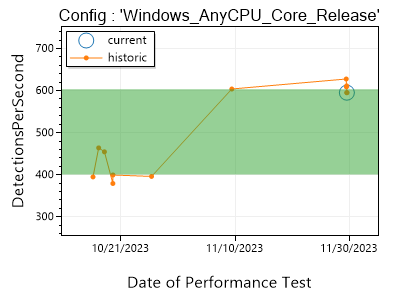 Config : 'Windows_AnyCPU_Core_Release'
current
historic
700
600
500
400
300
DetectionsPerSecond
10/21/2023
11/10/2023
11/30/2023
Date of Performance Test